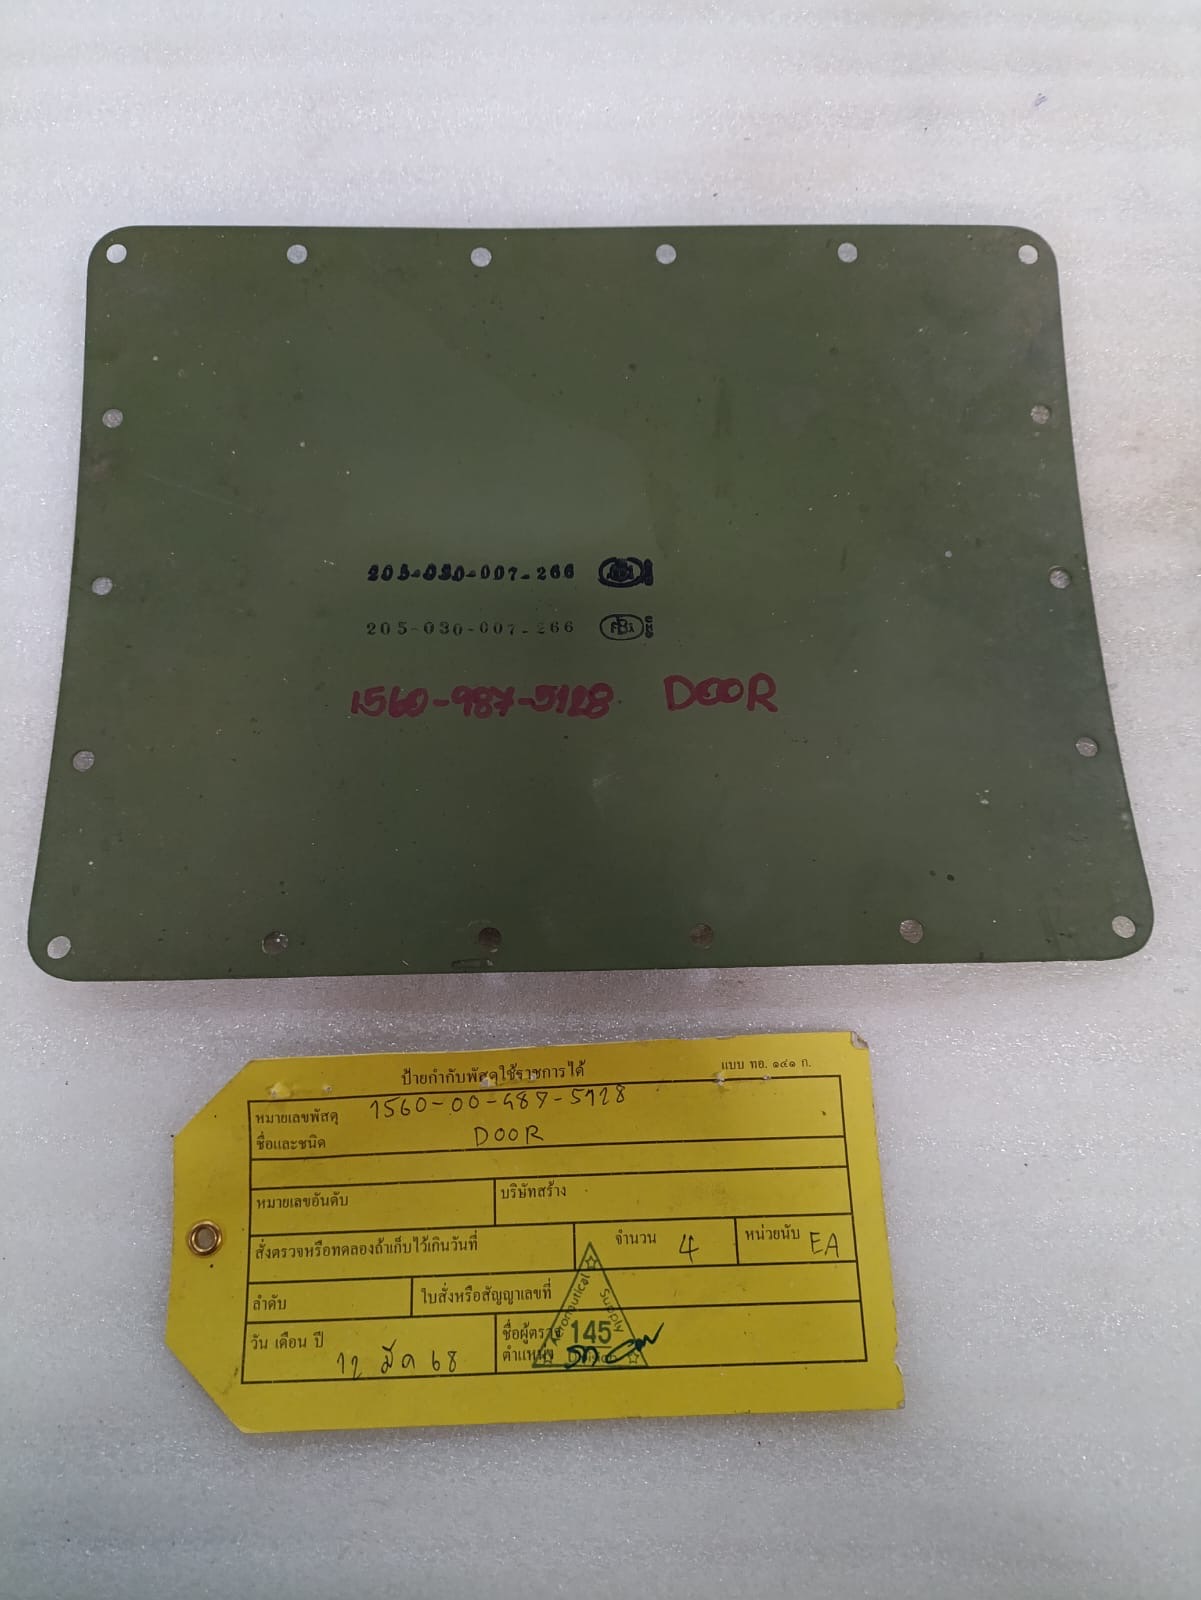 205-030-007-266
205-030-007-266 FBI
1560-987-5128 DOOR
ป้ายกำกับพัสดุใช้ราชการได้
แบบ ทอ. ๑๔๑ ก.
หมายเลขพัสดุ 1560-00-987-5128
ชื่อและชนิด DOOR
หมายเลขอันดับ
บริษัทสร้าง
สั่งตรวจหรือทดลองถ้าเก็บไว้เกินวันที่
จำนวน 4
หน่วยนับ EA
ลำดับ
ใบสั่งหรือสัญญาเลขที่
วัน เดือน ปี 12 มีค 68
ชื่อผู้ตรวจ
ตำแหน่ง
Aeronautical Supply
145